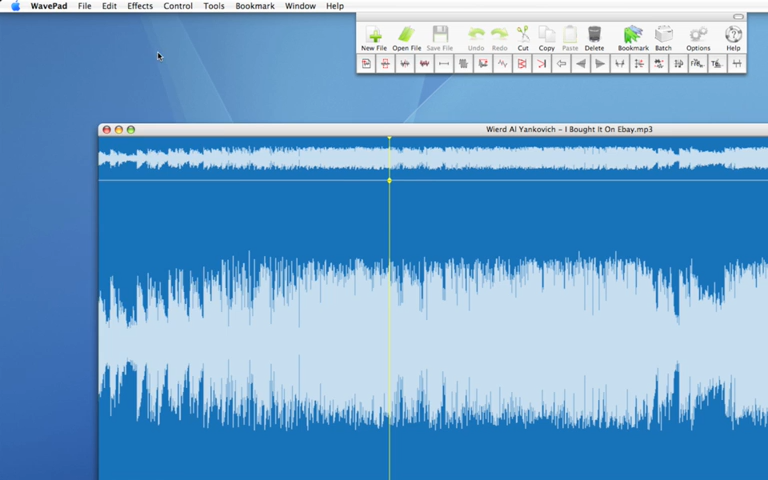 WavePad File Edit Effects Control Tools Bookmark Window Help
New File Open File Save File Undo Redo Cut Copy Paste Delete Bookmark Batch Options Help
Wierd Al Yankovich - I Bought It On Ebay.mp3